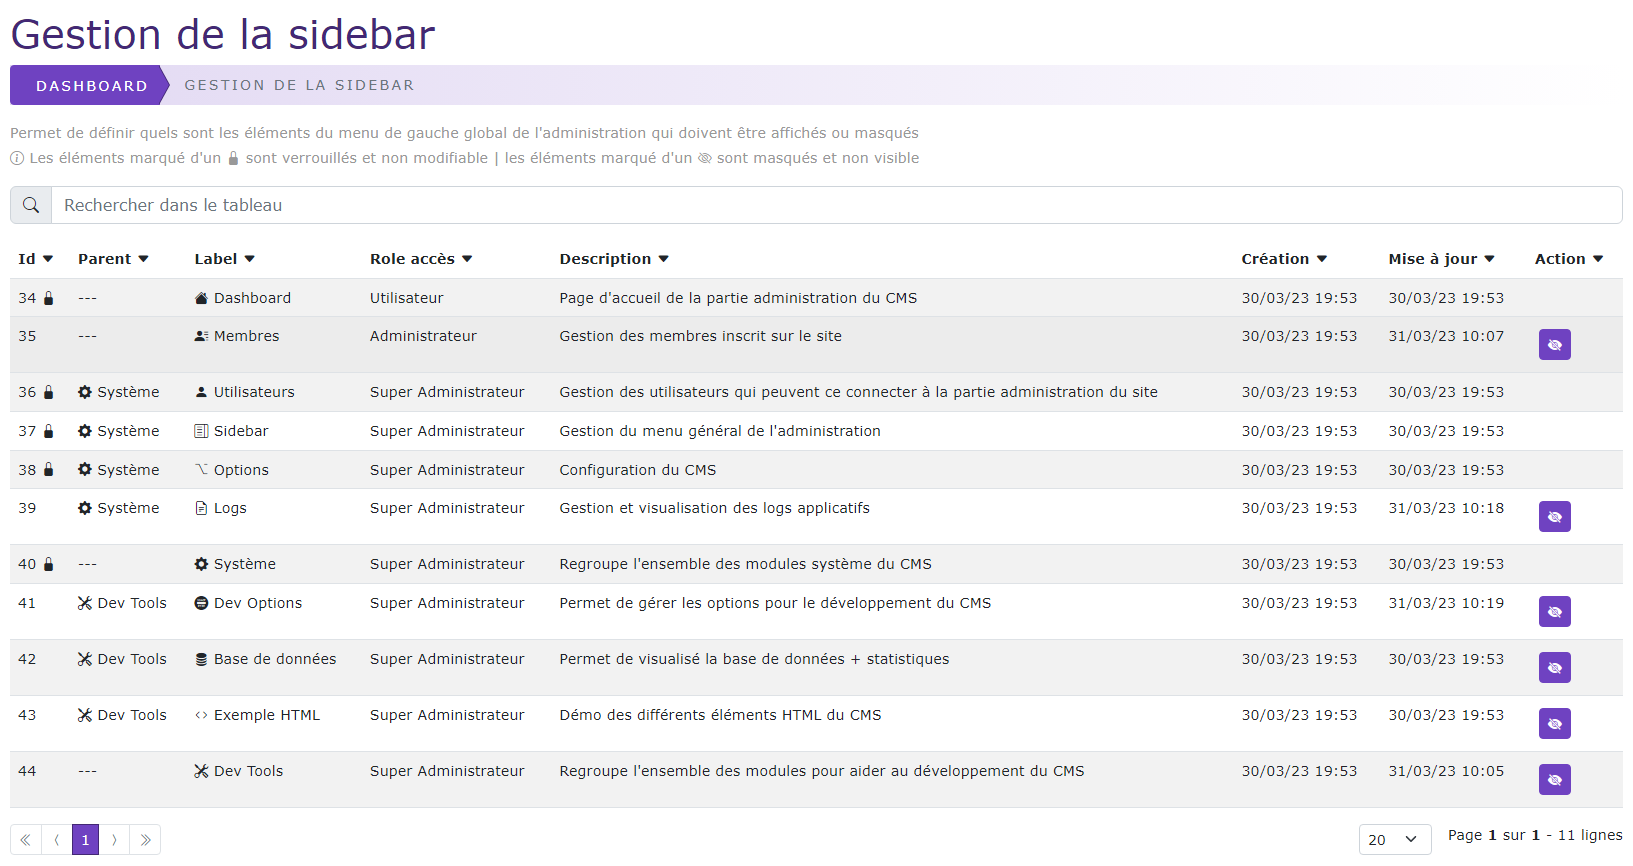 Gestion de la sidebar
DASHBOARD GESTION DE LA SIDEBAR
Permet de définir quels sont les éléments du menu de gauche global de l'administration qui doivent être affichés ou masqués
Les éléments marqué d'un sont verrouillés et non modifiable | les éléments marqué d'un sont masqués et non visible
Rechercher dans le tableau
Id Parent Label Role accès Description Création Mise à jour Action
34 --- Dashboard Utilisateur Page d'accueil de la partie administration du CMS 30/03/23 19:53 30/03/23 19:53
35 --- Membres Administrateur Gestion des membres inscrit sur le site 30/03/23 19:53 31/03/23 10:07
36 Système Utilisateurs Super Administrateur Gestion des utilisateurs qui peuvent ce connecter à la partie administration du site 30/03/23 19:53 30/03/23 19:53
37 Système Sidebar Super Administrateur Gestion du menu général de l'administration 30/03/23 19:53 30/03/23 19:53
38 Système Options Super Administrateur Configuration du CMS 30/03/23 19:53 30/03/23 19:53
39 Système Logs Super Administrateur Gestion et visualisation des logs applicatifs 30/03/23 19:53 31/03/23 10:18
40 --- Système Super Administrateur Regroupe l'ensemble des modules système du CMS 30/03/23 19:53 30/03/23 19:53
41 Dev Tools Dev Options Super Administrateur Permet de gérer les options pour le développement du CMS 30/03/23 19:53 31/03/23 10:19
42 Dev Tools Base de données Super Administrateur Permet de visualisé la base de données + statistiques 30/03/23 19:53 30/03/23 19:53
43 Dev Tools Exemple HTML Super Administrateur Démo des différents éléments HTML du CMS 30/03/23 19:53 30/03/23 19:53
44 --- Dev Tools Super Administrateur Regroupe l'ensemble des modules pour aider au développement du CMS 30/03/23 19:53 31/03/23 10:05
« ‹ 1 › » 20 Page 1 sur 1 - 11 lignes